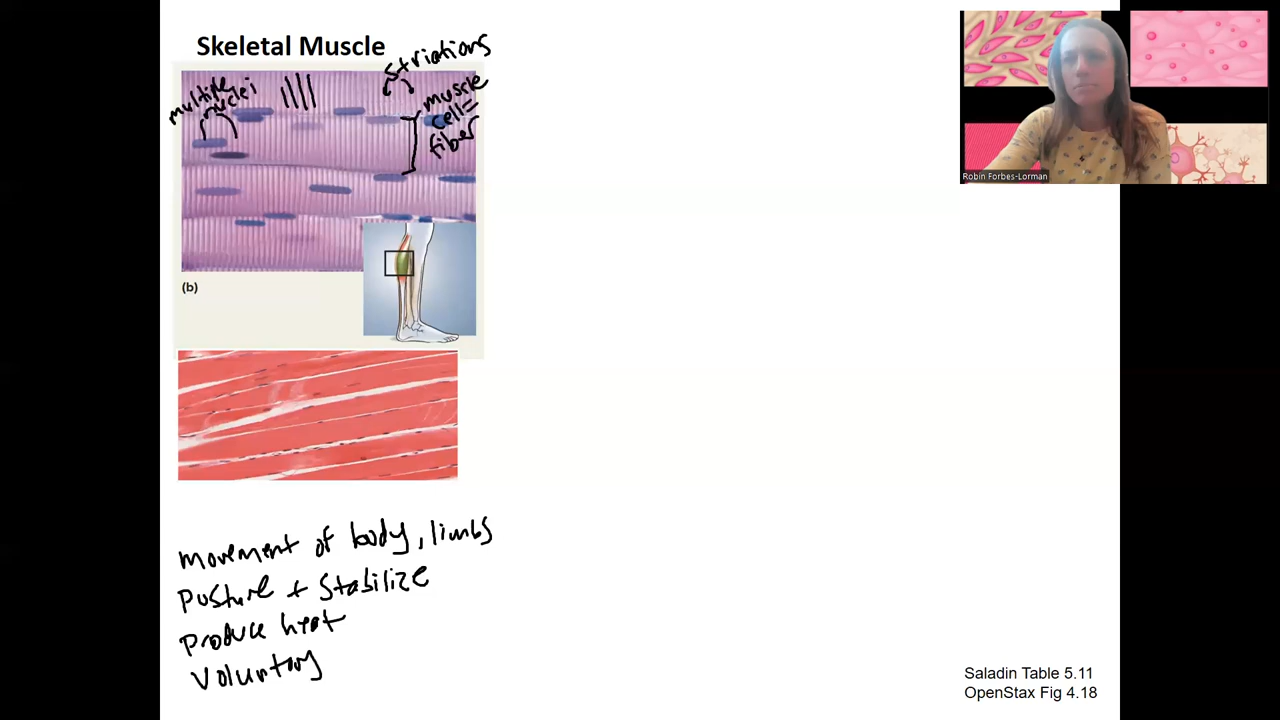 Skeletal Muscle
striations
multiple
nuclei
muscle
cell=
fiber
(b)
movement of body, limbs
posture + stabilize
produce heat
voluntary
Robin Forbes-Lorman
Saladin Table 5.11
OpenStax Fig 4.18